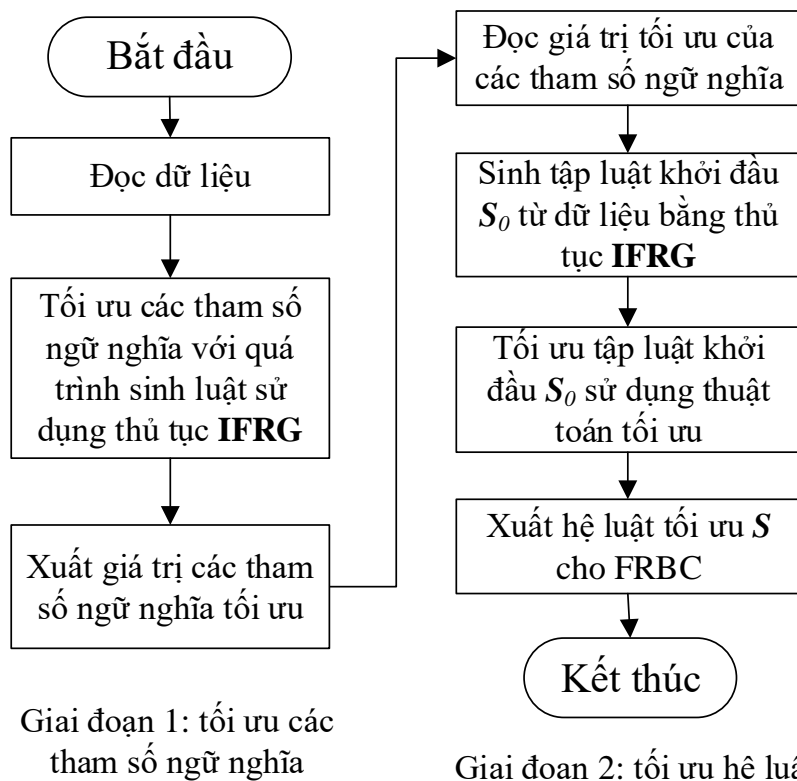 Bắt đầu
Đọc dữ liệu
Tối ưu các tham số
ngữ nghĩa với quá
trình sinh luật sử
dụng thủ tục IFRG
Xuất giá trị các tham
số ngữ nghĩa tối ưu
Giai đoạn 1: tối ưu các
tham số ngữ nghĩa
Đọc giá trị tối ưu của
các tham số ngữ nghĩa
Sinh tập luật khởi đầu
S0 từ dữ liệu bằng thủ
tục IFRG
Tối ưu tập luật khởi
đầu S0 sử dụng thuật
toán tối ưu
Xuất hệ luật tối ưu S
cho FRBC
Kết thúc
Giai đoạn 2: tối ưu hệ